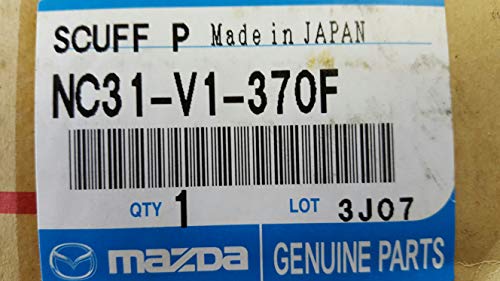 SCUFF P Made in JAPAN
NC31-V1-370F
QTY 1 LOT 3J07
mazda GENUINE PARTS